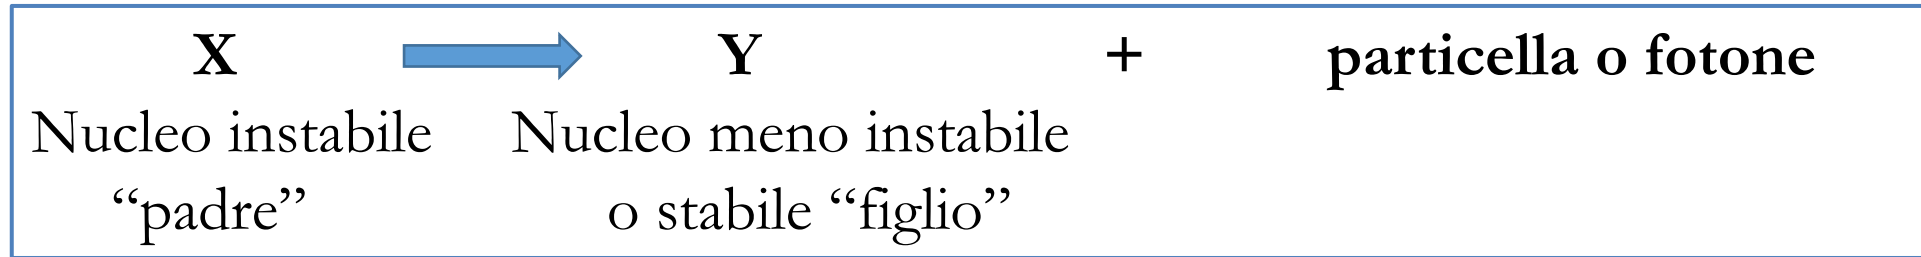 X Y + particella o fotone
Nucleo instabile Nucleo meno instabile
“padre” o stabile “figlio”